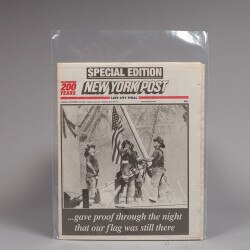 SPECIAL EDITION
200
YEARS
NEW YORK POST
LATE CITY FINAL
...gave proof through the night
that our flag was still there